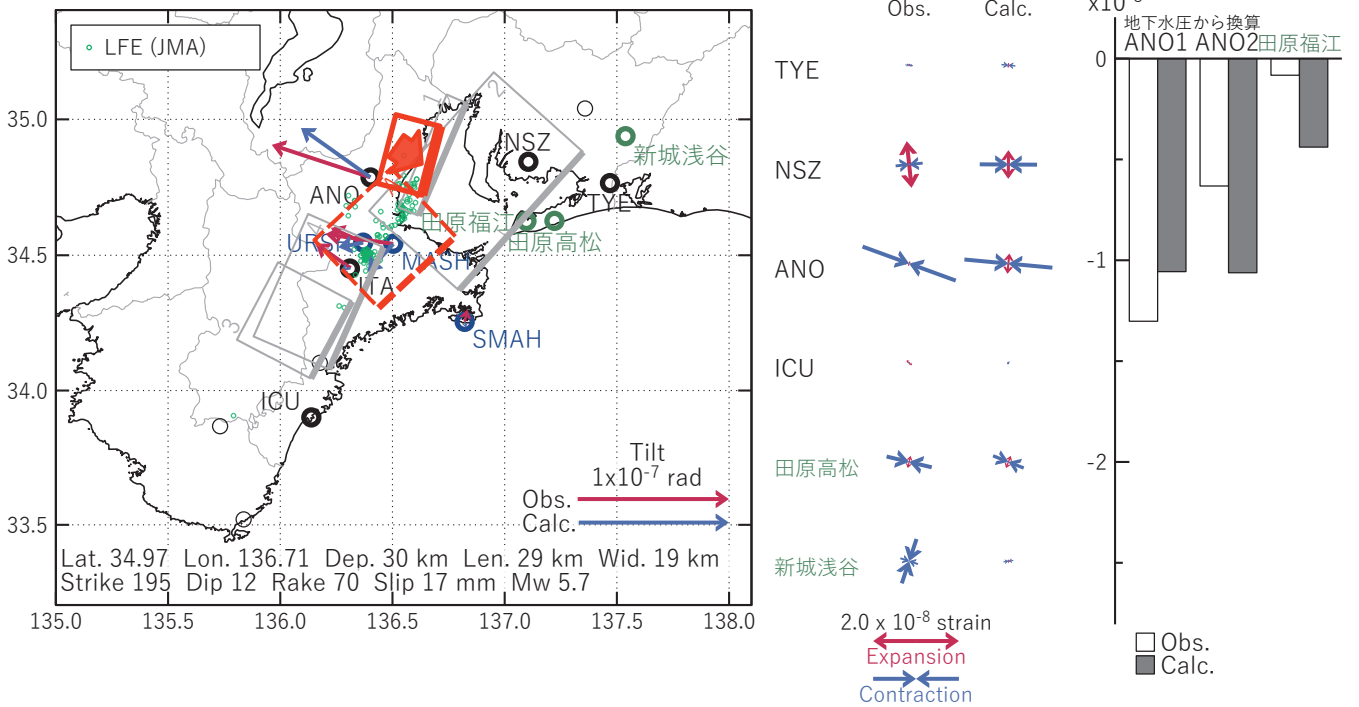 LFE (JMA)
35.0
34.5
34.0
33.5
135.0
135.5
136.0
136.5
137.0
137.5
138.0
1
2
3
4
NSZ
新城浅谷
TYE
ANO
田原福江
田原高松
MASH
ITA
SMAH
ICU
Tilt
1x10⁻⁷ rad
Obs.
Calc.
Lat. 34.97 Lon. 136.71 Dep. 30 km Len. 29 km Wid. 19 km
Strike 195 Dip 12 Rake 70 Slip 17 mm Mw 5.7
Obs. Calc.
TYE
NSZ
ANO
ICU
田原高松
新城浅谷
2.0 x 10⁻⁸ strain
Expansion
Contraction
地下水圧から換算
ANO1 ANO2 田原福江
0
-1
-2
Obs.
Calc.